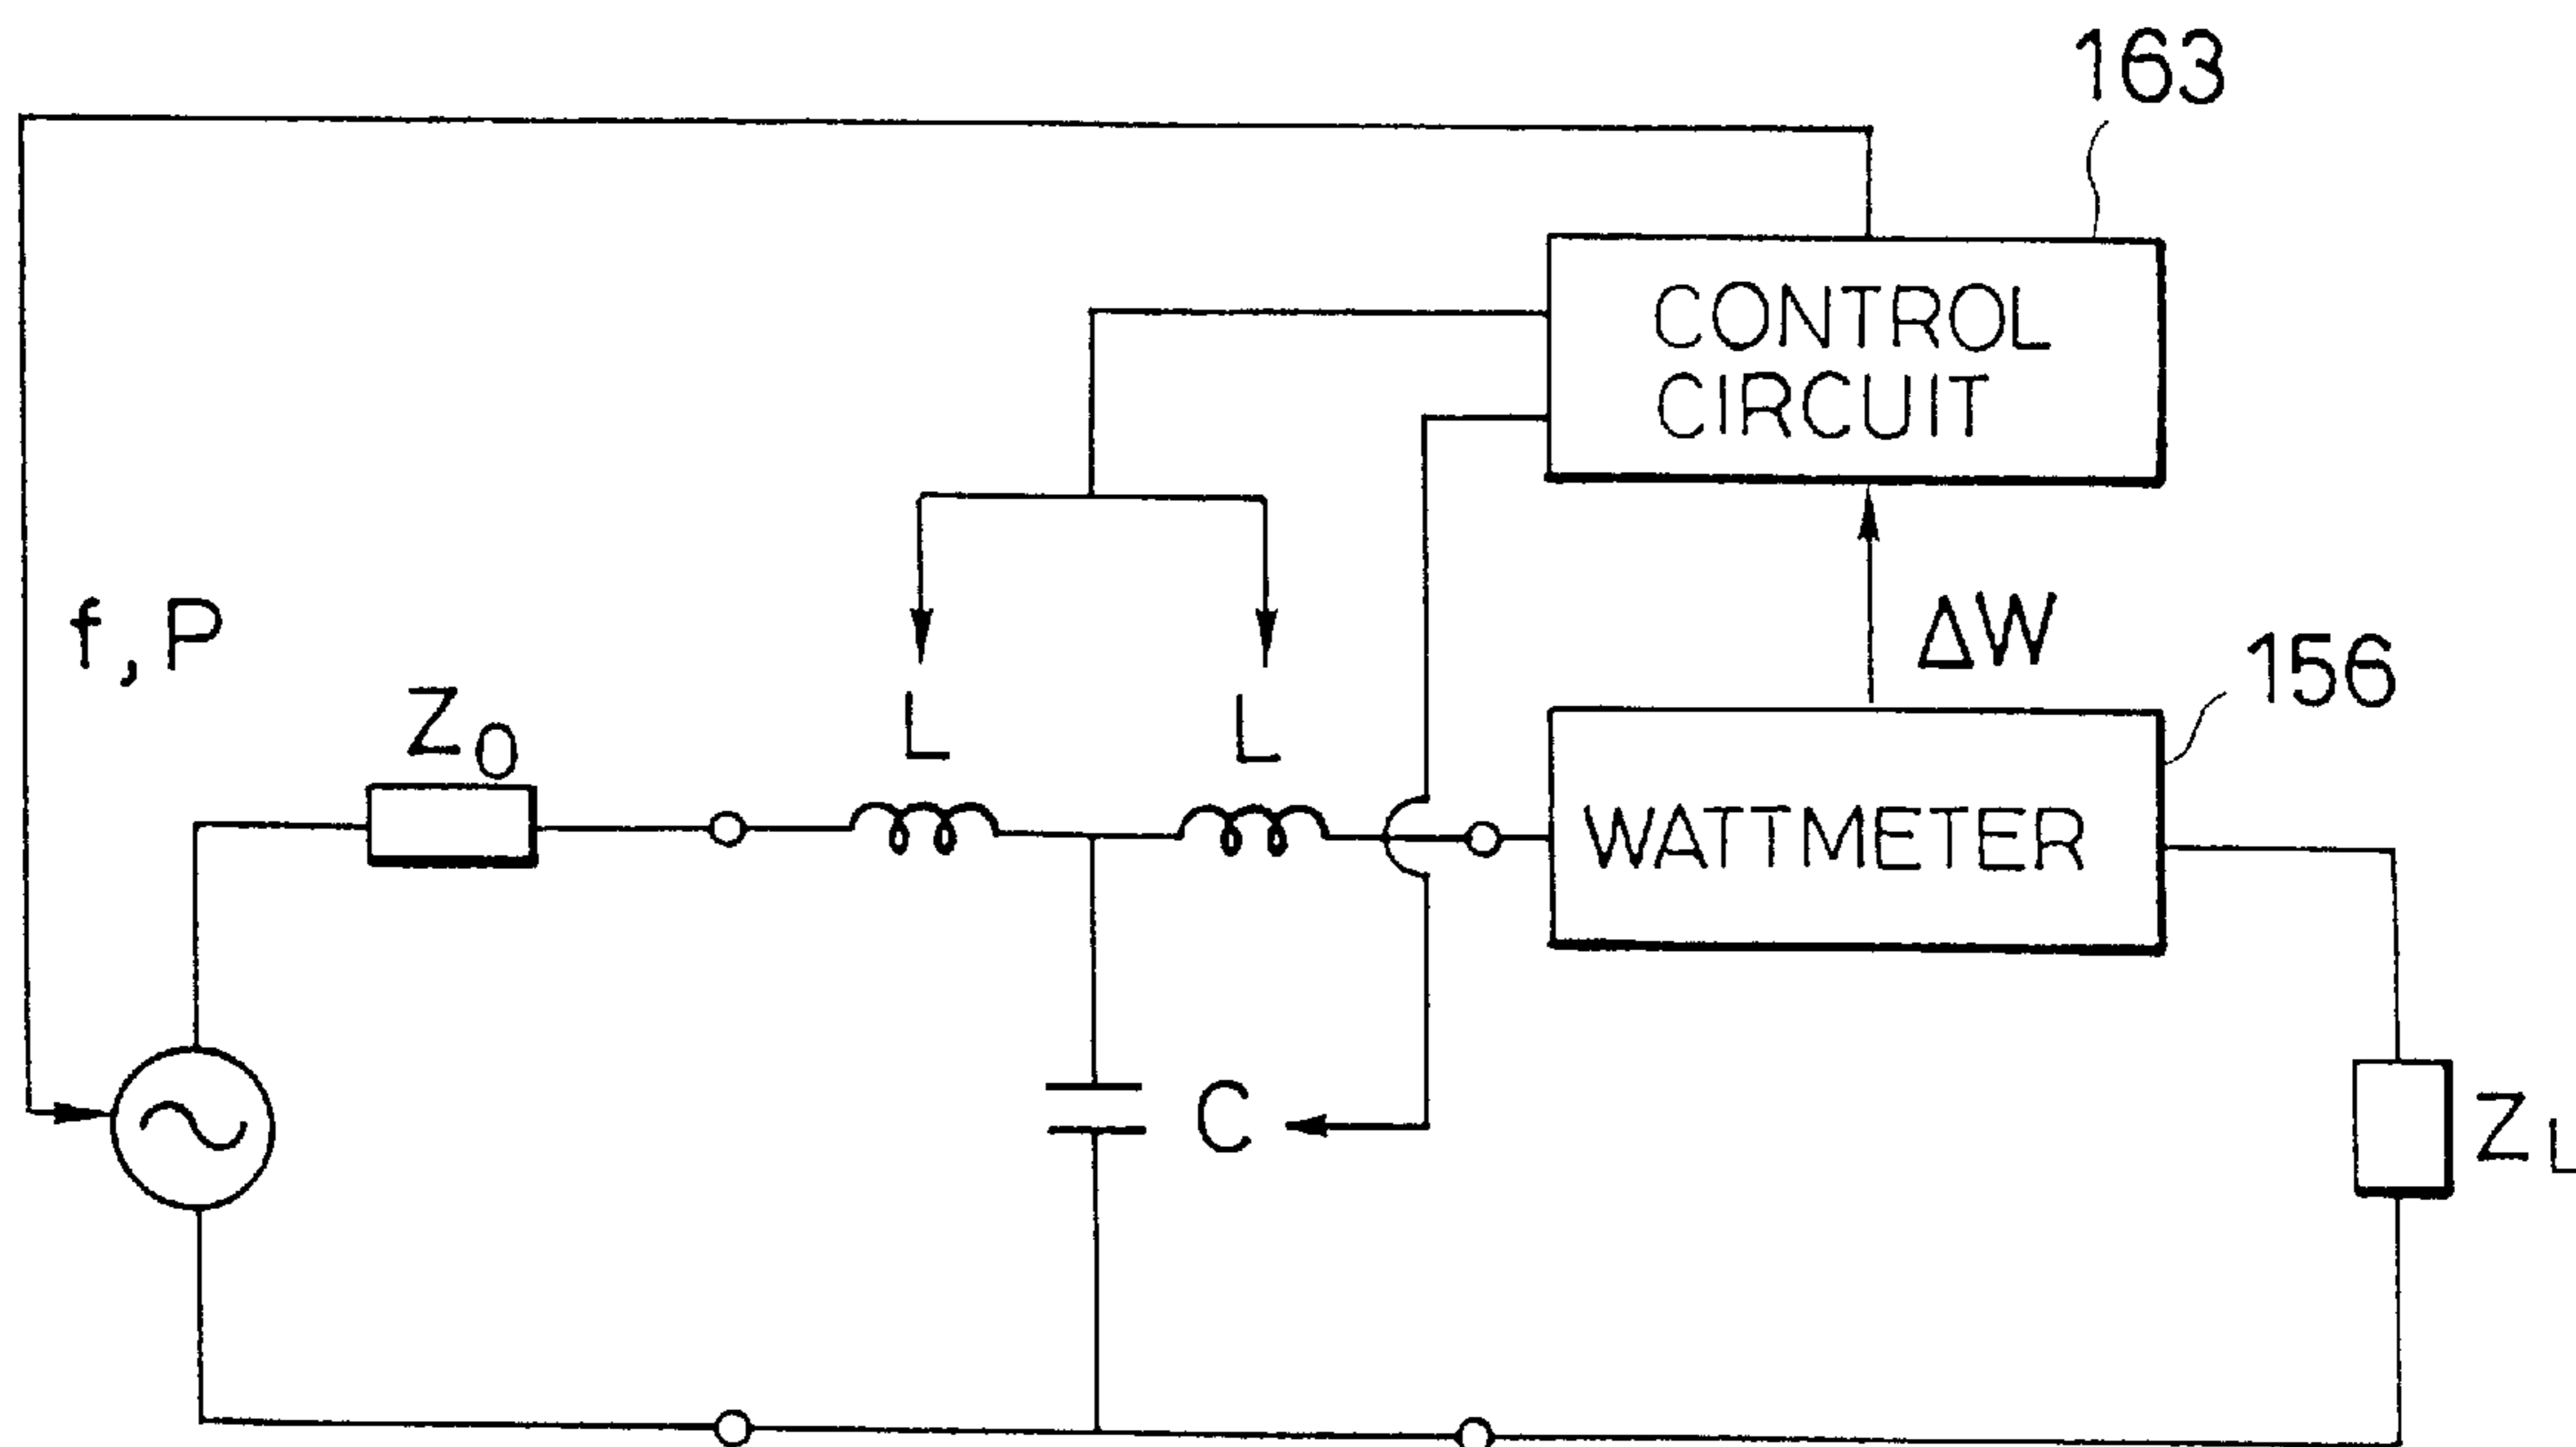 163
CONTROL
CIRCUIT
f, P
ΔW
156
Z0
L
L
WATTMETER
C
ZL